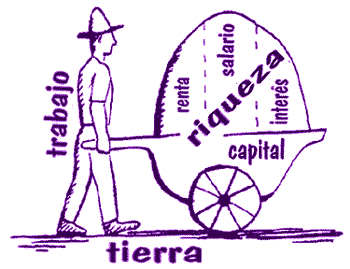 trabajo
renta
salario
interés
riqueza
capital
tierra